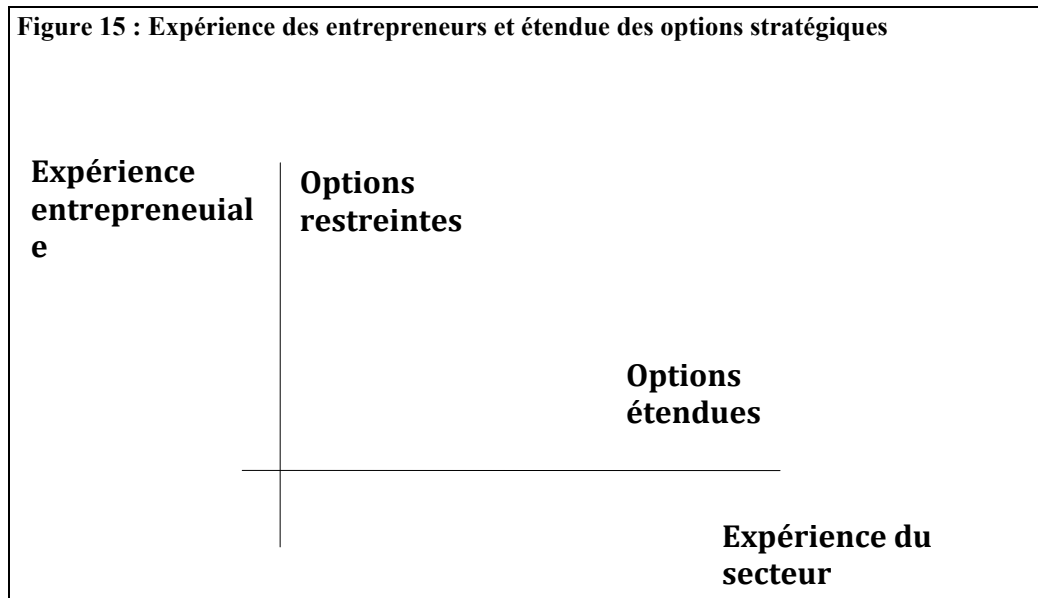 Figure 15 : Expérience des entrepreneurs et étendue des options stratégiques
Expérience
entrepreneuial
e
Options
restreintes
Options
étendues
Expérience du
secteur